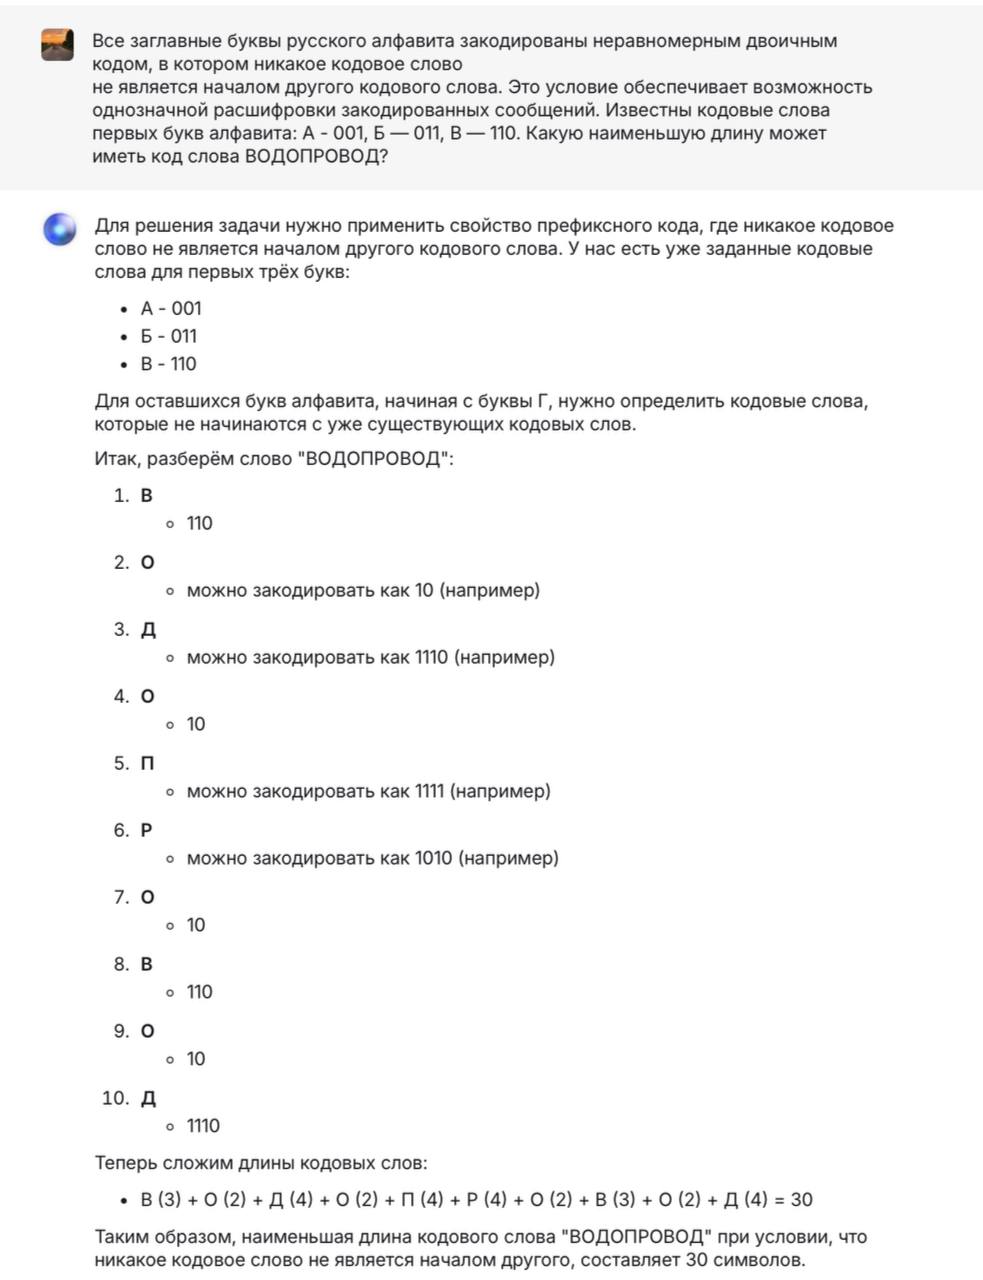 Все заглавные буквы русского алфавита закодированы неравномерным двоичным
кодом, в котором никакое кодовое слово
не является началом другого кодового слова. Это условие обеспечивает возможность
однозначной расшифровки закодированных сообщений. Известны кодовые слова
первых букв алфавита: А - 001, Б — 011, В — 110. Какую наименьшую длину может
иметь код слова ВОДОПРОВОД?
Для решения задачи нужно применить свойство префиксного кода, где никакое кодовое
слово не является началом другого кодового слова. У нас есть уже заданные кодовые
слова для первых трёх букв:
• А - 001
• Б - 011
• В - 110
Для оставшихся букв алфавита, начиная с буквы Г, нужно определить кодовые слова,
которые не начинаются с уже существующих кодовых слов.
Итак, разберём слово "ВОДОПРОВОД":
1. В
◦ 110
2. О
◦ можно закодировать как 10 (например)
3. Д
◦ можно закодировать как 1110 (например)
4. О
◦ 10
5. П
◦ можно закодировать как 1111 (например)
6. Р
◦ можно закодировать как 1010 (например)
7. О
◦ 10
8. В
◦ 110
9. О
◦ 10
10. Д
◦ 1110
Теперь сложим длины кодовых слов:
• В (3) + О (2) + Д (4) + О (2) + П (4) + Р (4) + О (2) + В (3) + О (2) + Д (4) = 30
Таким образом, наименьшая длина кодового слова "ВОДОПРОВОД" при условии, что
никакое кодовое слово не является началом другого, составляет 30 символов.